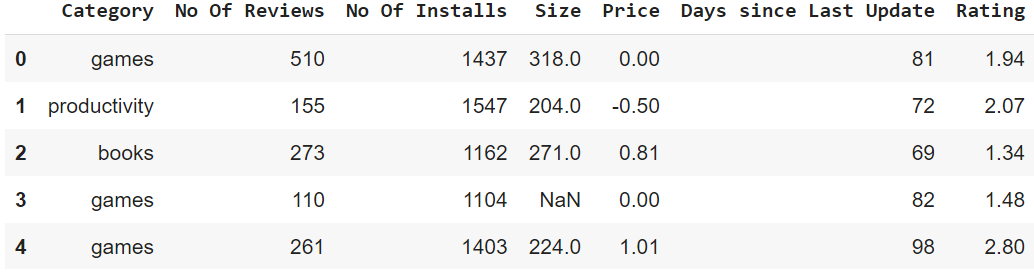 Category No Of Reviews No Of Installs Size Price Days since Last Update Rating
0 games 510 1437 318.0 0.00 81 1.94
1 productivity 155 1547 204.0 -0.50 72 2.07
2 books 273 1162 271.0 0.81 69 1.34
3 games 110 1104 NaN 0.00 82 1.48
4 games 261 1403 224.0 1.01 98 2.80